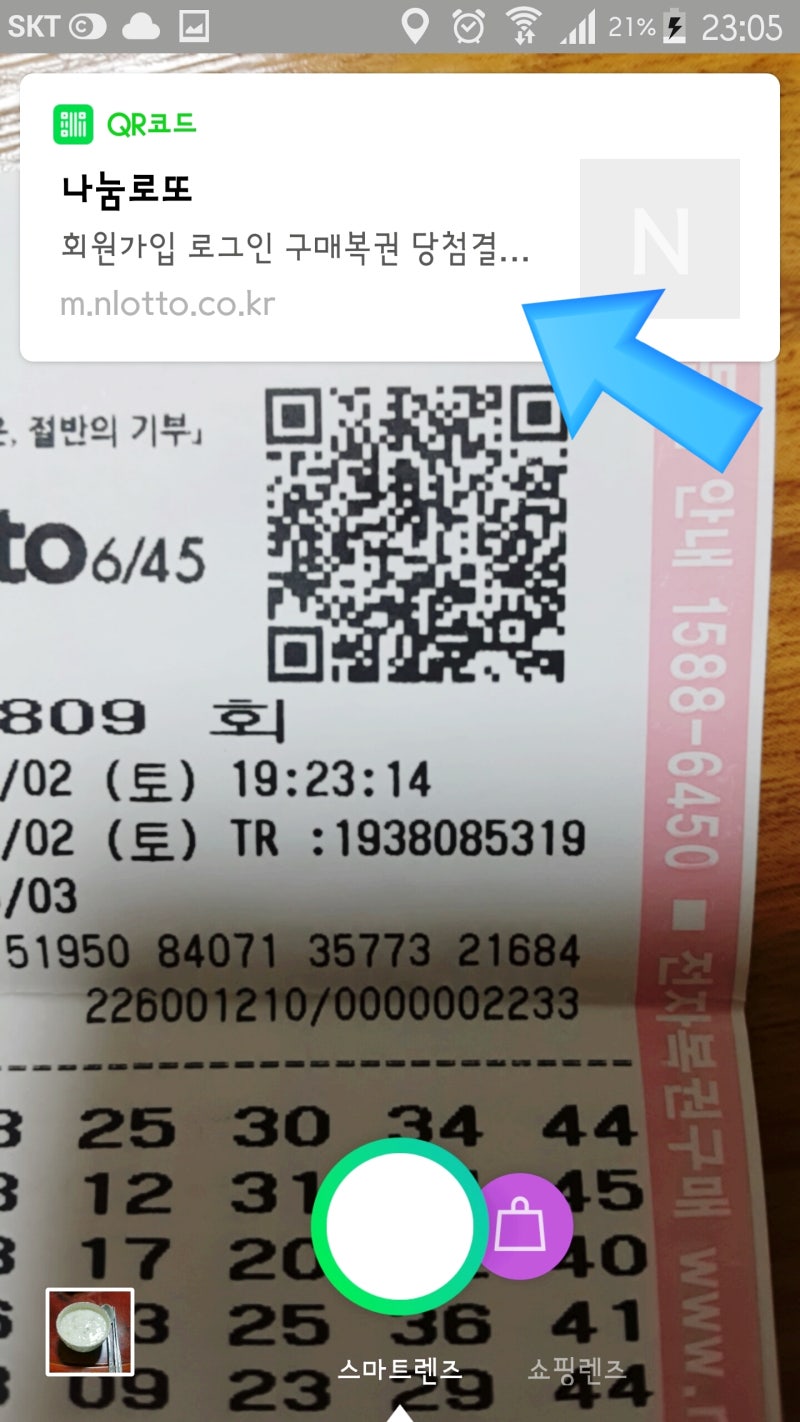 SKT 21% 23:05
QR코드
나눔로또
회원가입 로그인 구매복권 당첨결...
m.nlotto.co.kr
N
절반의 기부」
to 6/45
809 회
/02 (토) 19:23:14
/02 (토) TR :1938085319
/03
51950 84071 35773 21684
226001210/0000002233
25 30 34 44
12 31 45
17 20 40
3 25 36 41
09 23 29 44
안내 1588-6450 ■ 전자복권구매 www.
스마트렌즈 쇼핑렌즈